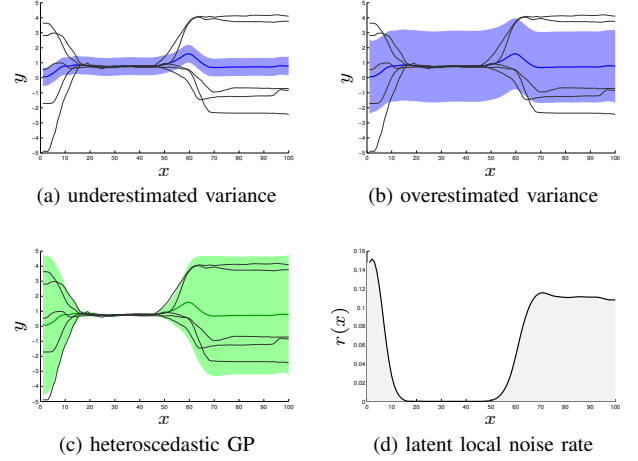 5
4
3
2
1
0
-1
-2
-3
-4
-5
y
0 10 20 30 40 50 60 70 80 90 100
x
(a) underestimated variance
5
4
3
2
1
0
-1
-2
-3
-4
-5
y
0 10 20 30 40 50 60 70 80 90 100
x
(b) overestimated variance
5
4
3
2
1
0
-1
-2
-3
-4
-5
y
0 10 20 30 40 50 60 70 80 90 100
x
(c) heteroscedastic GP
0.16
0.14
0.12
0.1
0.08
0.06
0.04
0.02
0
r(x)
0 10 20 30 40 50 60 70 80 90 100
x
(d) latent local noise rate